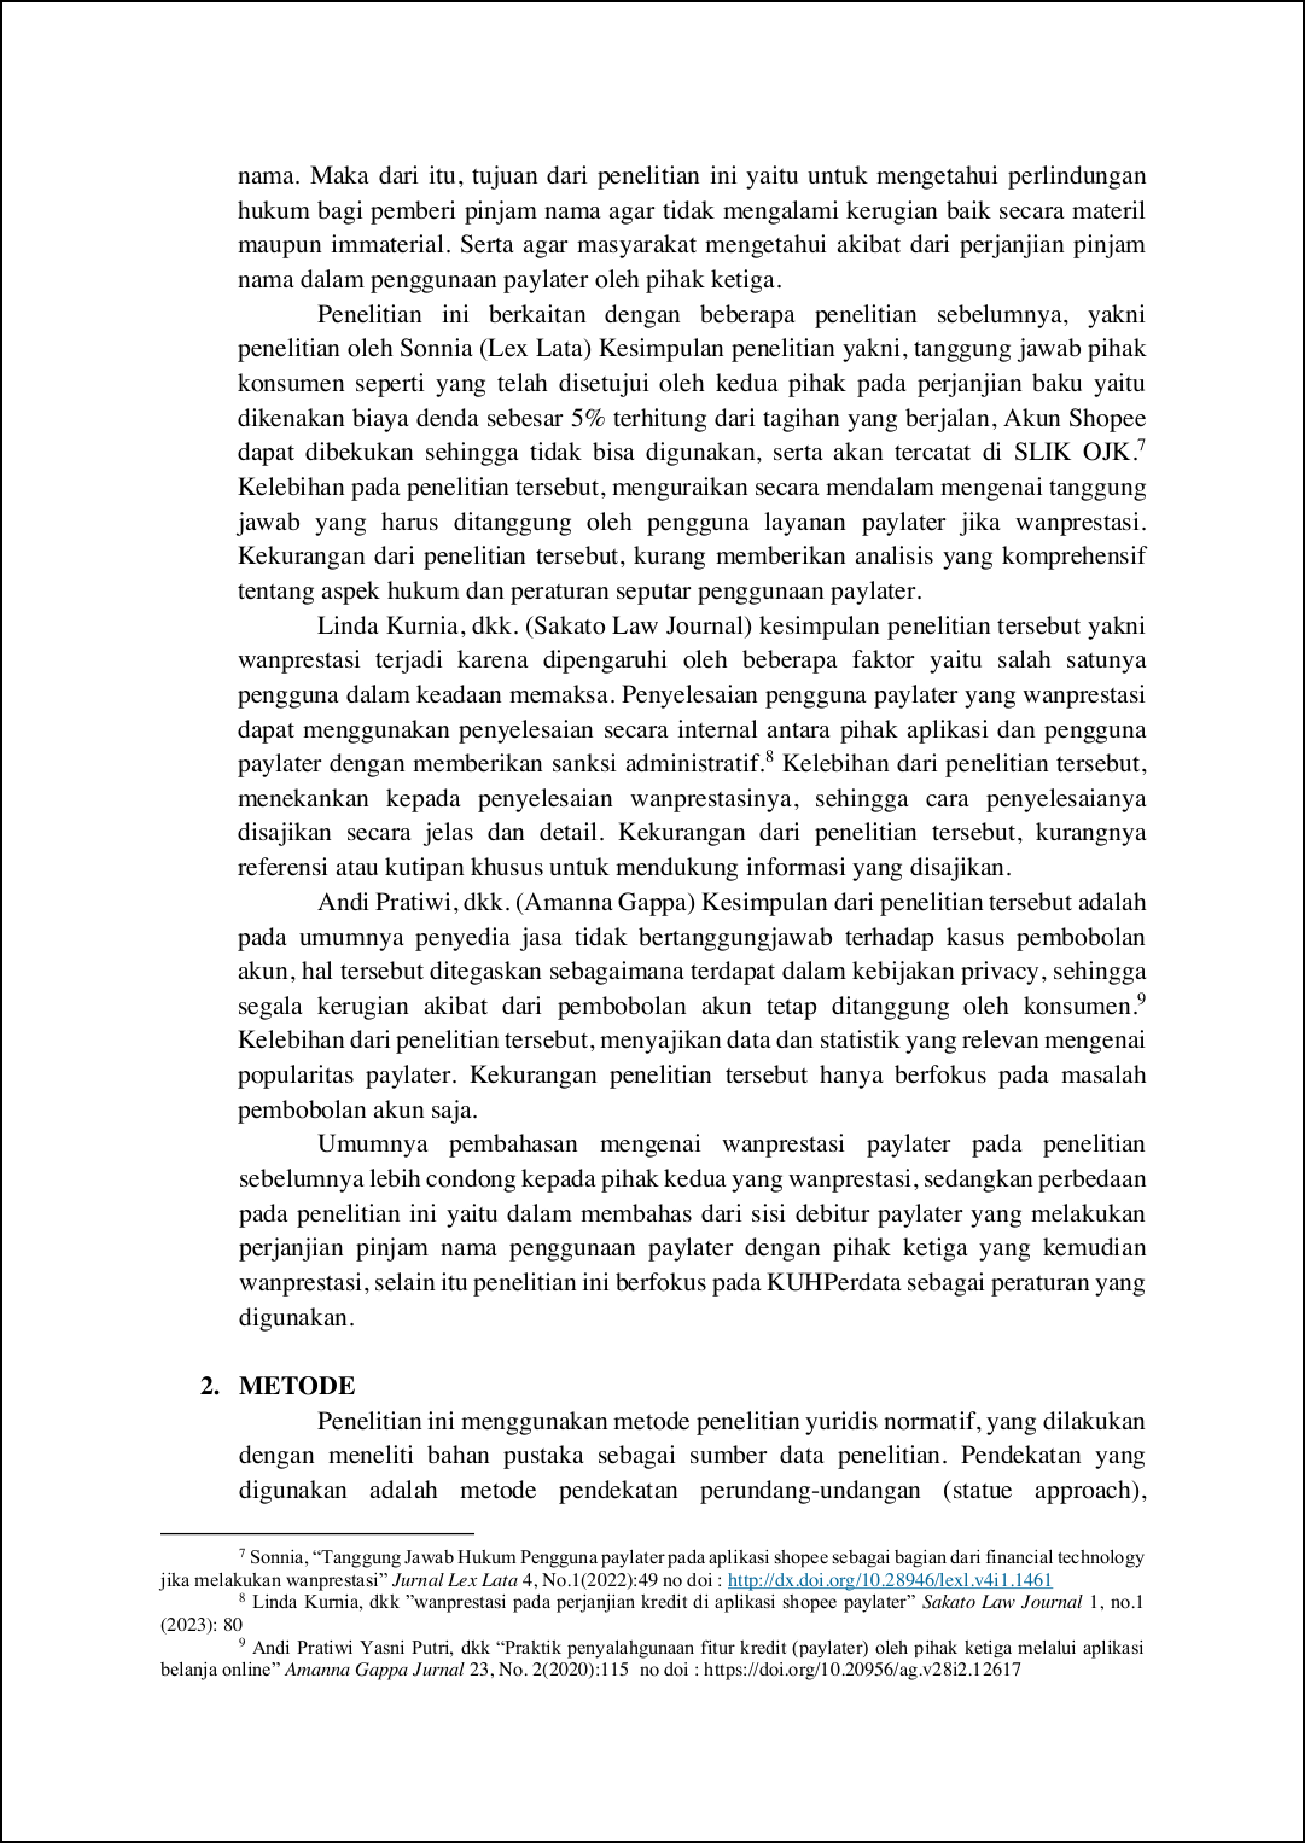 nama. Maka dari itu, tujuan dari penelitian ini yaitu untuk mengetahui perlindungan
hukum bagi pemberi pinjam nama agar tidak mengalami kerugian baik secara materil
maupun immaterial. Serta agar masyarakat mengetahui akibat dari perjanjian pinjam
nama dalam penggunaan paylater oleh pihak ketiga.
Penelitian ini berkaitan dengan beberapa penelitian sebelumnya, yakni
penelitian oleh Sonnia (Lex Lata) Kesimpulan penelitian yakni, tanggung jawab pihak
konsumen seperti yang telah disetujui oleh kedua pihak pada perjanjian baku yaitu
dikenakan biaya denda sebesar 5% terhitung dari tagihan yang berjalan, Akun Shopee
dapat dibekukan sehingga tidak bisa digunakan, serta akan tercatat di SLIK OJK.⁷
Kelebihan pada penelitian tersebut, menguraikan secara mendalam mengenai tanggung
jawab yang harus ditanggung oleh pengguna layanan paylater jika wanprestasi.
Kekurangan dari penelitian tersebut, kurang memberikan analisis yang komprehensif
tentang aspek hukum dan peraturan seputar penggunaan paylater.
Linda Kurnia, dkk. (Sakato Law Journal) kesimpulan penelitian tersebut yakni
wanprestasi terjadi karena dipengaruhi oleh beberapa faktor yaitu salah satunya
pengguna dalam keadaan memaksa. Penyelesaian pengguna paylater yang wanprestasi
dapat menggunakan penyelesaian secara internal antara pihak aplikasi dan pengguna
paylater dengan memberikan sanksi administratif.⁸ Kelebihan dari penelitian tersebut,
menekankan kepada penyelesaian wanprestasinya, sehingga cara penyelesaianya
disajikan secara jelas dan detail. Kekurangan dari penelitian tersebut, kurangnya
referensi atau kutipan khusus untuk mendukung informasi yang disajikan.
Andi Pratiwi, dkk. (Amanna Gappa) Kesimpulan dari penelitian tersebut adalah
pada umumnya penyedia jasa tidak bertanggungjawab terhadap kasus pembobolan
akun, hal tersebut ditegaskan sebagaimana terdapat dalam kebijakan privacy, sehingga
segala kerugian akibat dari pembobolan akun tetap ditanggung oleh konsumen.⁹
Kelebihan dari penelitian tersebut, menyajikan data dan statistik yang relevan mengenai
popularitas paylater. Kekurangan penelitian tersebut hanya berfokus pada masalah
pembobolan akun saja.
Umumnya pembahasan mengenai wanprestasi paylater pada penelitian
sebelumnya lebih condong kepada pihak kedua yang wanprestasi, sedangkan perbedaan
pada penelitian ini yaitu dalam membahas dari sisi debitur paylater yang melakukan
perjanjian pinjam nama penggunaan paylater dengan pihak ketiga yang kemudian
wanprestasi, selain itu penelitian ini berfokus pada KUHPerdata sebagai peraturan yang
digunakan.
2. METODE
Penelitian ini menggunakan metode penelitian yuridis normatif, yang dilakukan
dengan meneliti bahan pustaka sebagai sumber data penelitian. Pendekatan yang
digunakan adalah metode pendekatan perundang-undangan (statue approach),
⁷ Sonnia, “Tanggung Jawab Hukum Pengguna paylater pada aplikasi shopee sebagai bagian dari financial technology
jika melakukan wanprestasi” Jurnal Lex Lata 4, No.1(2022):49 no doi : http://dx.doi.org/10.28946/lexl.v4i1.1461
⁸ Linda Kurnia, dkk ”wanprestasi pada perjanjian kredit di aplikasi shopee paylater” Sakato Law Journal 1, no.1
(2023): 80
⁹ Andi Pratiwi Yasni Putri, dkk “Praktik penyalahgunaan fitur kredit (paylater) oleh pihak ketiga melalui aplikasi
belanja online” Amanna Gappa Jurnal 23, No. 2(2020):115 no doi : https://doi.org/10.20956/ag.v28i2.12617